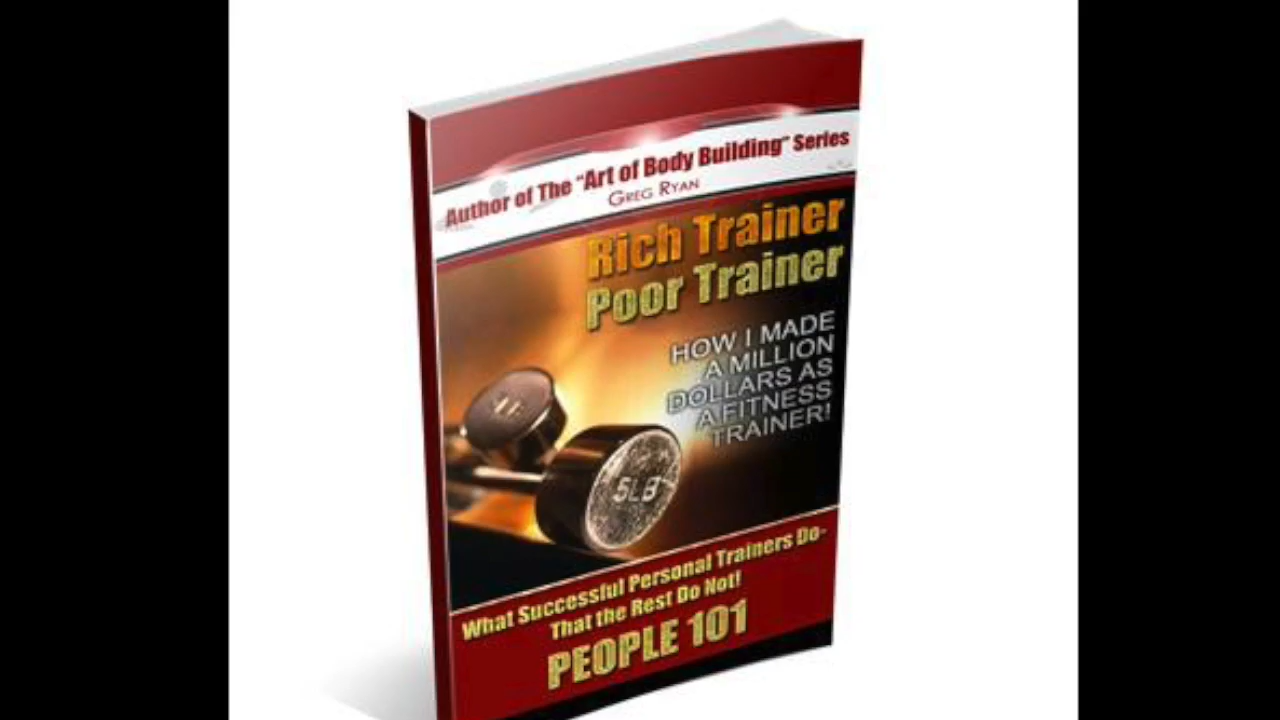 Author of The "Art of Body Building" Series
GREG RYAN
Rich Trainer
Poor Trainer
HOW I MADE
A MILLION
DOLLARS AS
A FITNESS
TRAINER!
5LB
What Successful Personal Trainers Do-
That the Rest Do Not!
PEOPLE 101